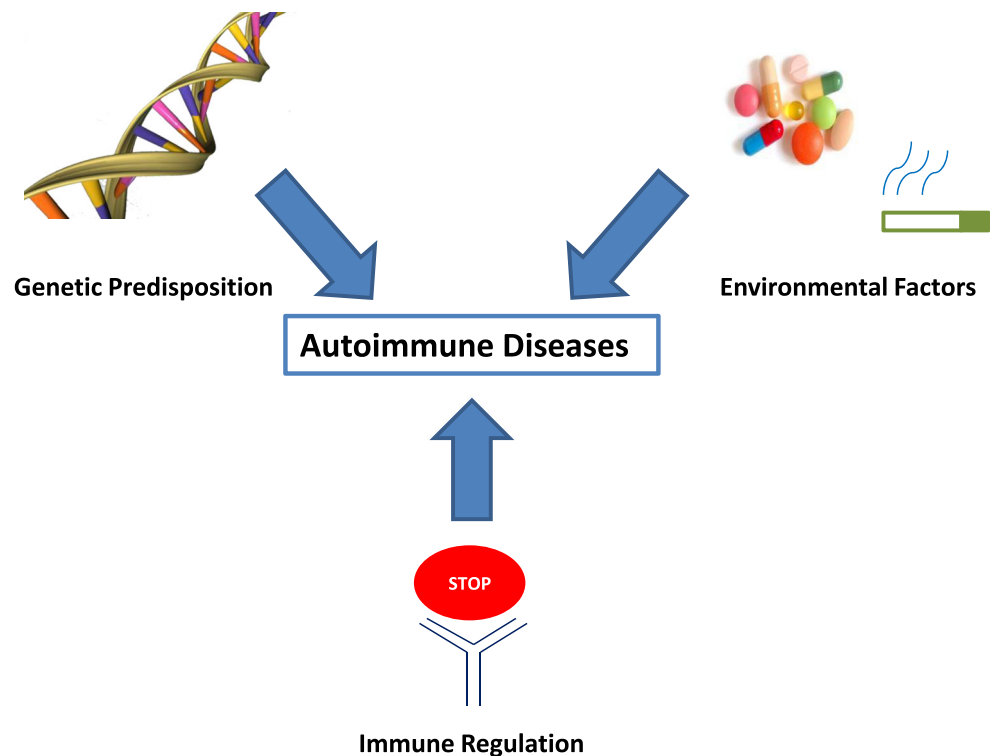 Genetic Predisposition
Environmental Factors
Autoimmune Diseases
STOP
Immune Regulation